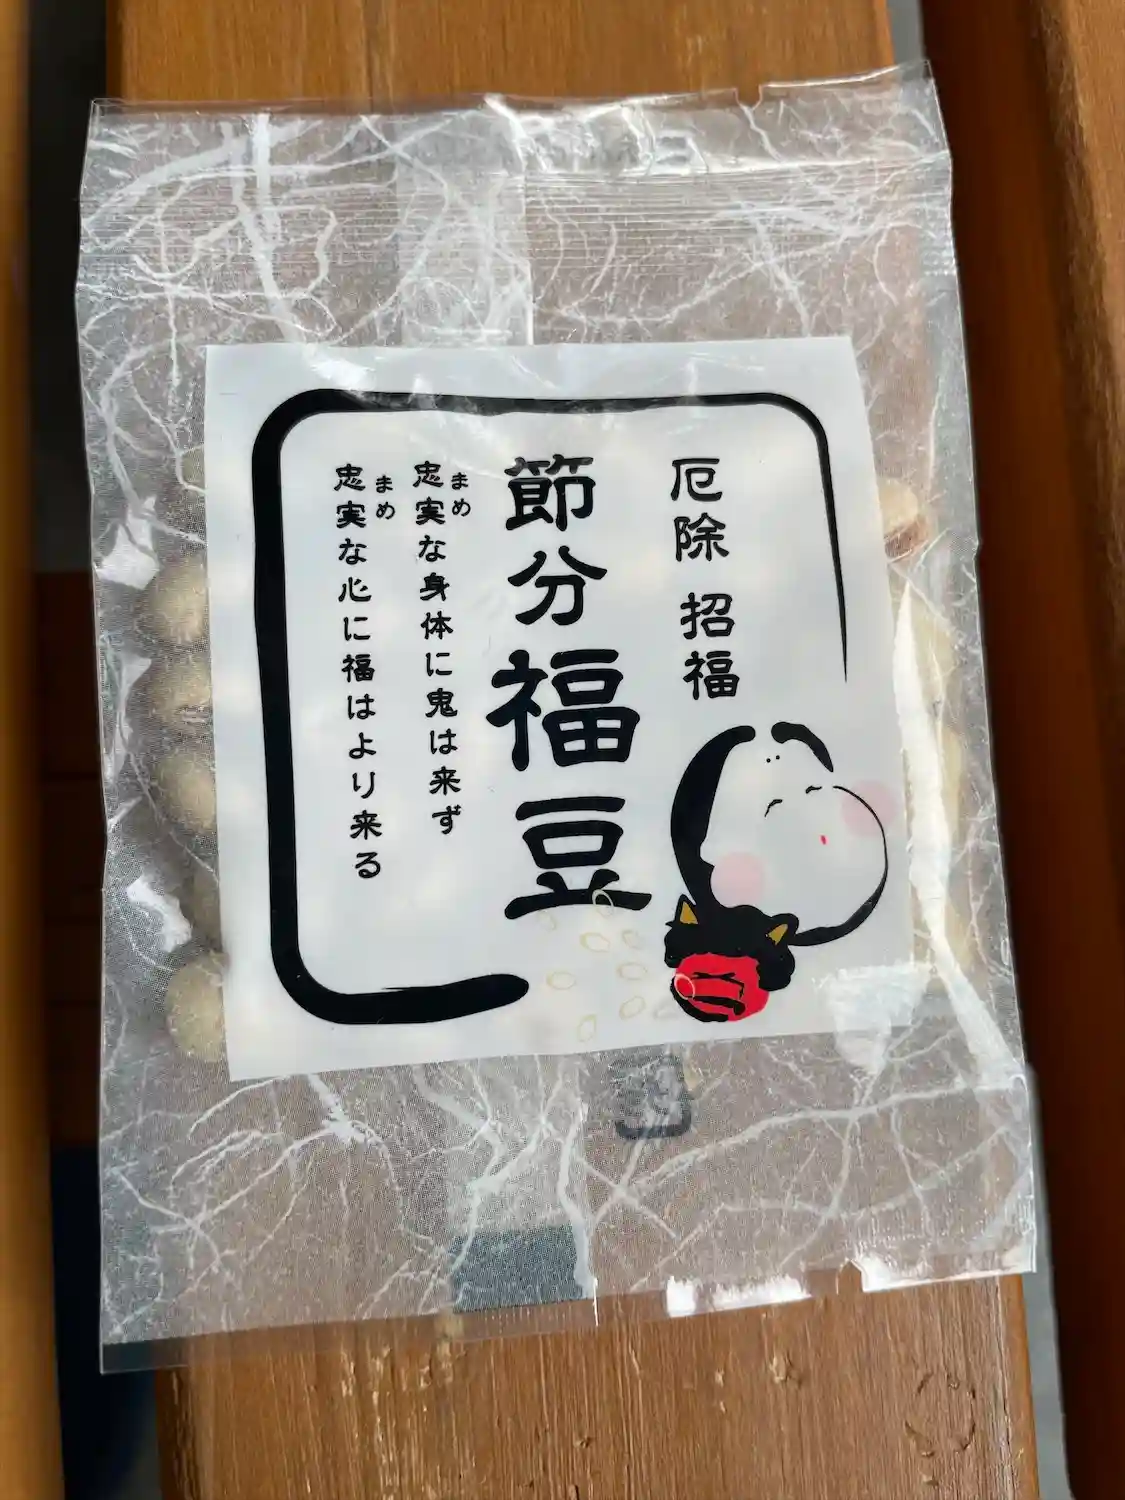 厄除 招福
節分福豆
忠実な身体に鬼は来ず
まめ
忠実な心に福はより来る
まめ